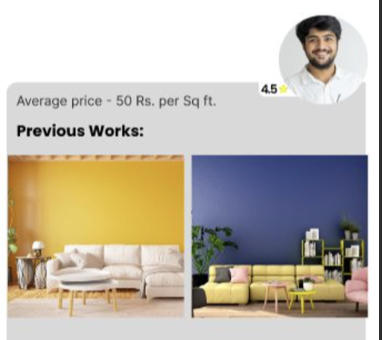 4.5
Average price - 50 Rs. per Sq ft.
Previous Works: